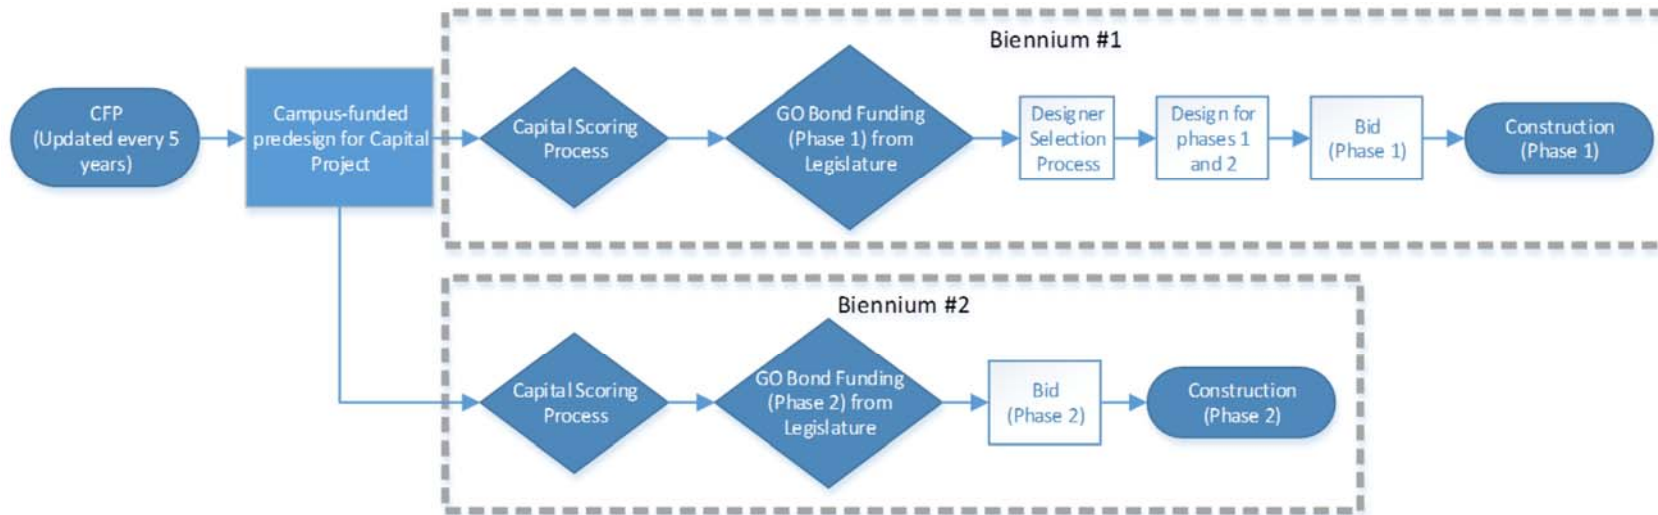 Biennium #1
CFP
(Updated every 5
years)
Campus-funded
predesign for Capital
Project
Capital Scoring
Process
GO Bond Funding
(Phase 1) from
Legislature
Designer
Selection
Process
Design for
phases 1
and 2
Bid
(Phase 1)
Construction
(Phase 1)
Biennium #2
Capital Scoring
Process
GO Bond Funding
(Phase 2) from
Legislature
Bid
(Phase 2)
Construction
(Phase 2)